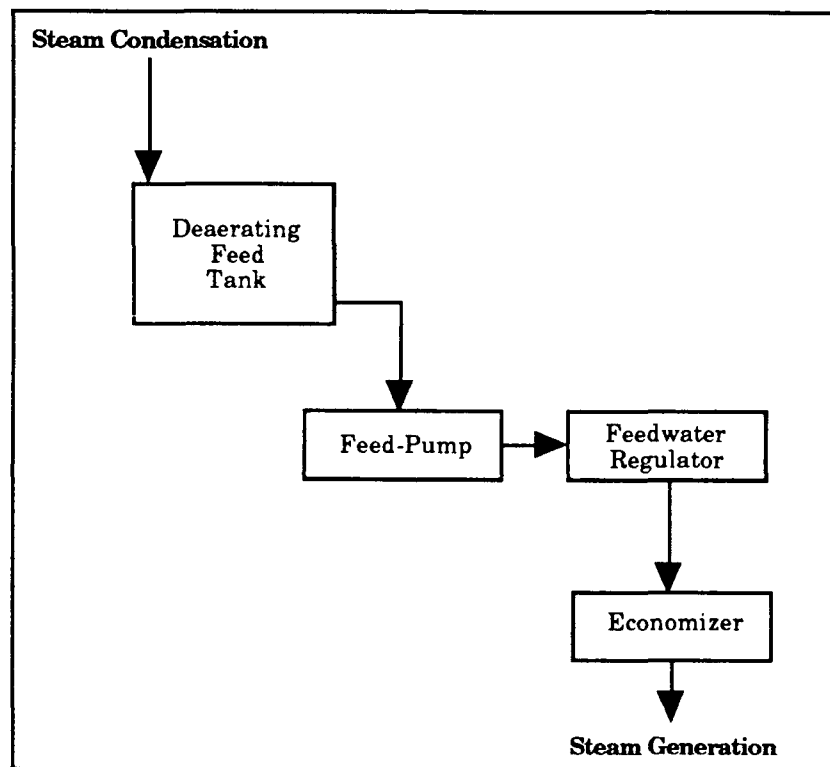 Steam Condensation
Deaerating
Feed
Tank
Feed-Pump
Feedwater
Regulator
Economizer
Steam Generation